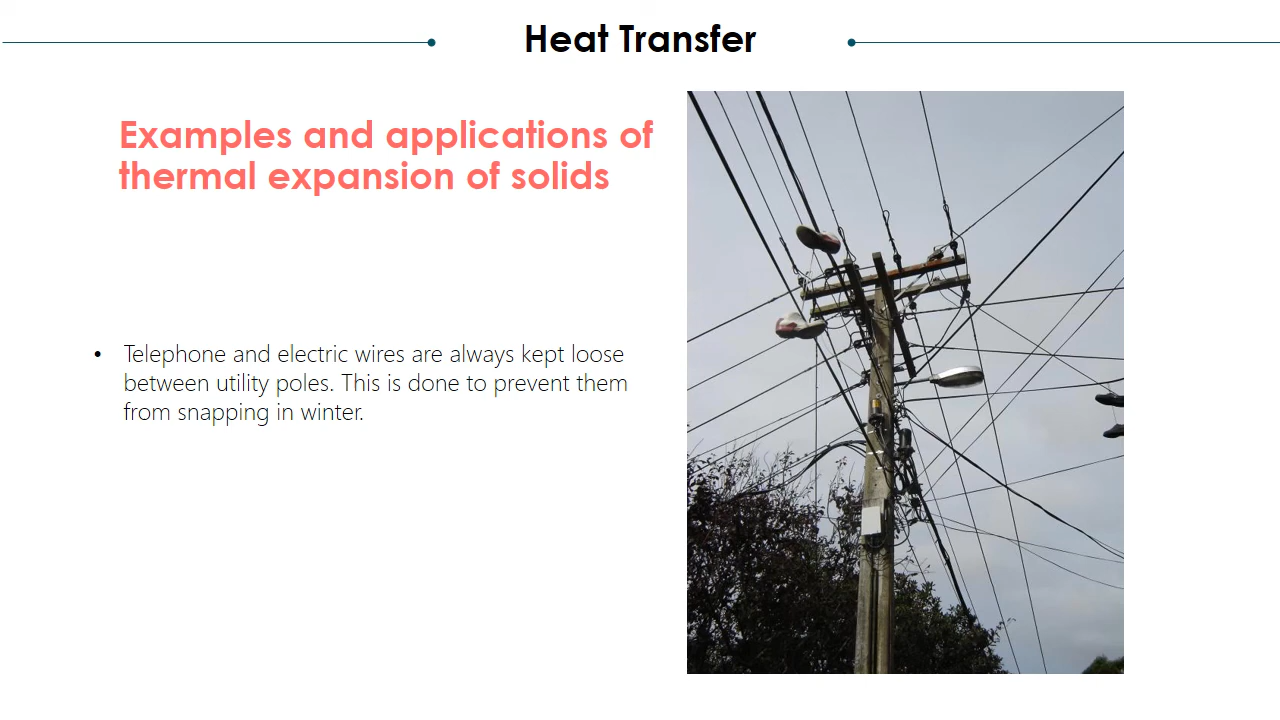 Heat Transfer
Examples and applications of
thermal expansion of solids
• Telephone and electric wires are always kept loose
between utility poles. This is done to prevent them
from snapping in winter.